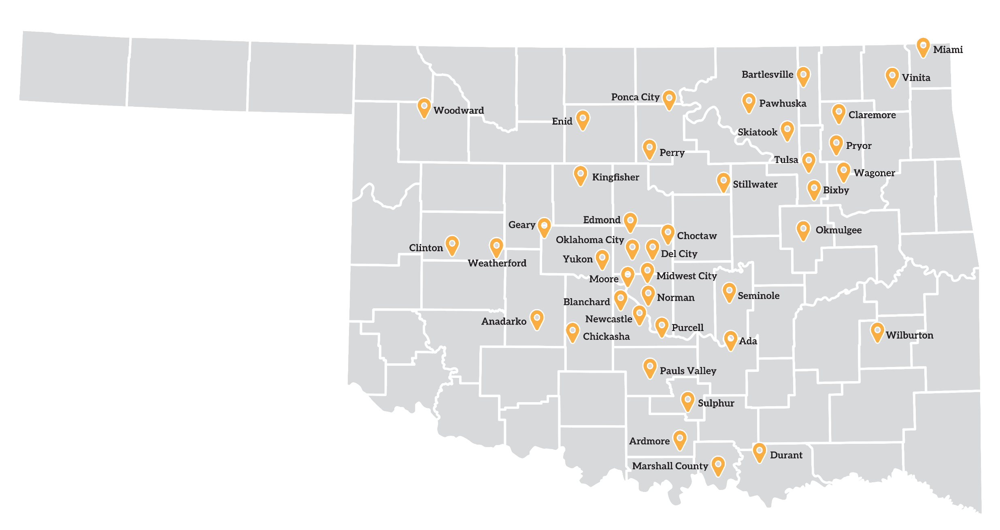 Miami
Bartlesville
Vinita
Ponca City
Pawhuska
Woodward
Claremore
Enid
Skiatook
Pryor
Perry
Tulsa
Wagoner
Kingfisher
Stillwater
Bixby
Edmond
Geary
Okmulgee
Choctaw
Oklahoma City
Clinton
Del City
Yukon
Weatherford
Midwest City
Moore
Seminole
Norman
Blanchard
Newcastle
Anadarko
Purcell
Wilburton
Chickasha
Ada
Pauls Valley
Sulphur
Ardmore
Durant
Marshall County